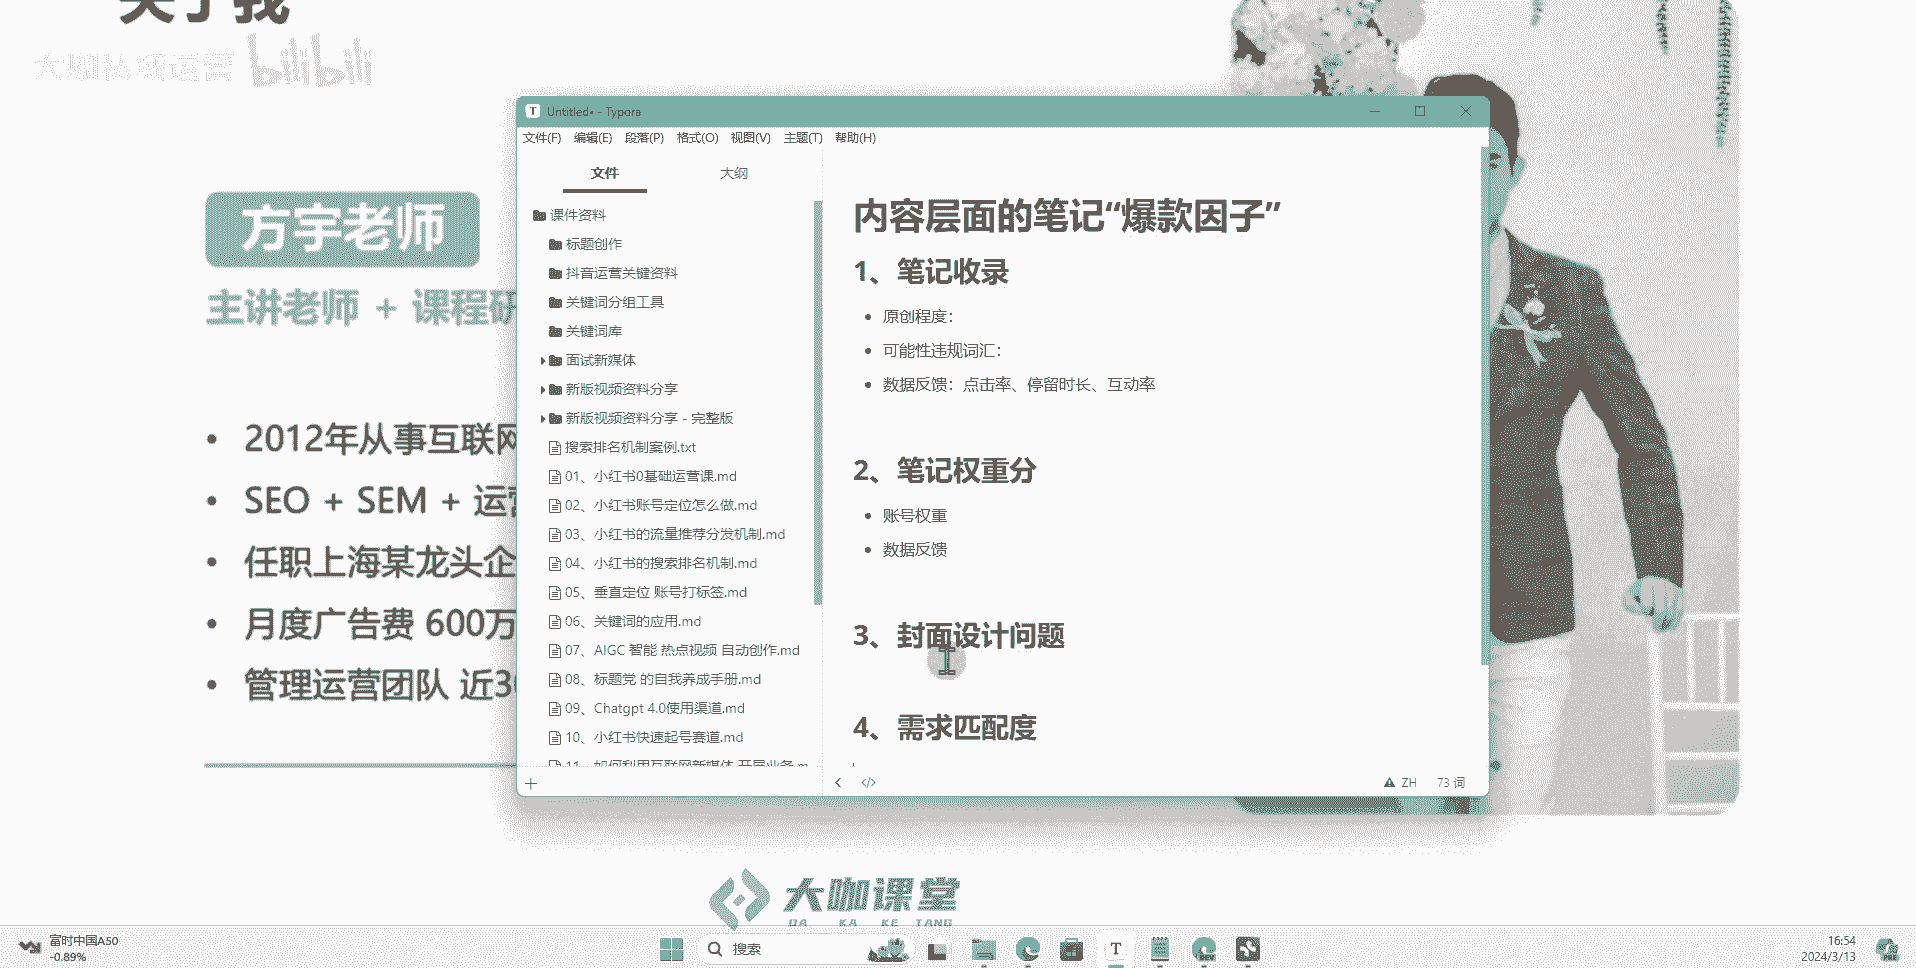 关于我
大咖私域运营 bilibili
方宇老师
主讲老师 + 课程研
• 2012年从事互联网
• SEO + SEM + 运营
• 任职上海某龙头企
• 月度广告费 600万
• 管理运营团队 近30
Untitled• - Typora
文件(F) 编辑(E) 段落(P) 格式(O) 视图(V) 主题(T) 帮助(H)
文件 大纲
课件资料
标题创作
抖音运营关键资料
关键词分组工具
关键词库
面试新媒体
新版视频资料分享
新版视频资料分享 - 完整版
搜索排名机制案例.txt
01、小红书0基础运营课.md
02、小红书账号定位怎么做.md
03、小红书的流量推荐分发机制.md
04、小红书的搜索排名机制.md
05、垂直定位 账号打标签.md
06、关键词的应用.md
07、AIGC 智能 热点视频 自动创作.md
08、标题党 的自我养成手册.md
09、Chatgpt 4.0使用渠道.md
10、小红书快速起号赛道.md
11、如何利用互联网新媒体 开展业务.m
内容层面的笔记“爆款因子”
1、笔记收录
• 原创程度：
• 可能性违规词汇：
• 数据反馈：点击率、停留时长、互动率
2、笔记权重分
• 账号权重
• 数据反馈
3、封面设计问题
4、需求匹配度
ZH 73 词
大咖课堂
DA KA KE TANG
富时中国A50
-0.89%
搜索
16:54
2024/3/13